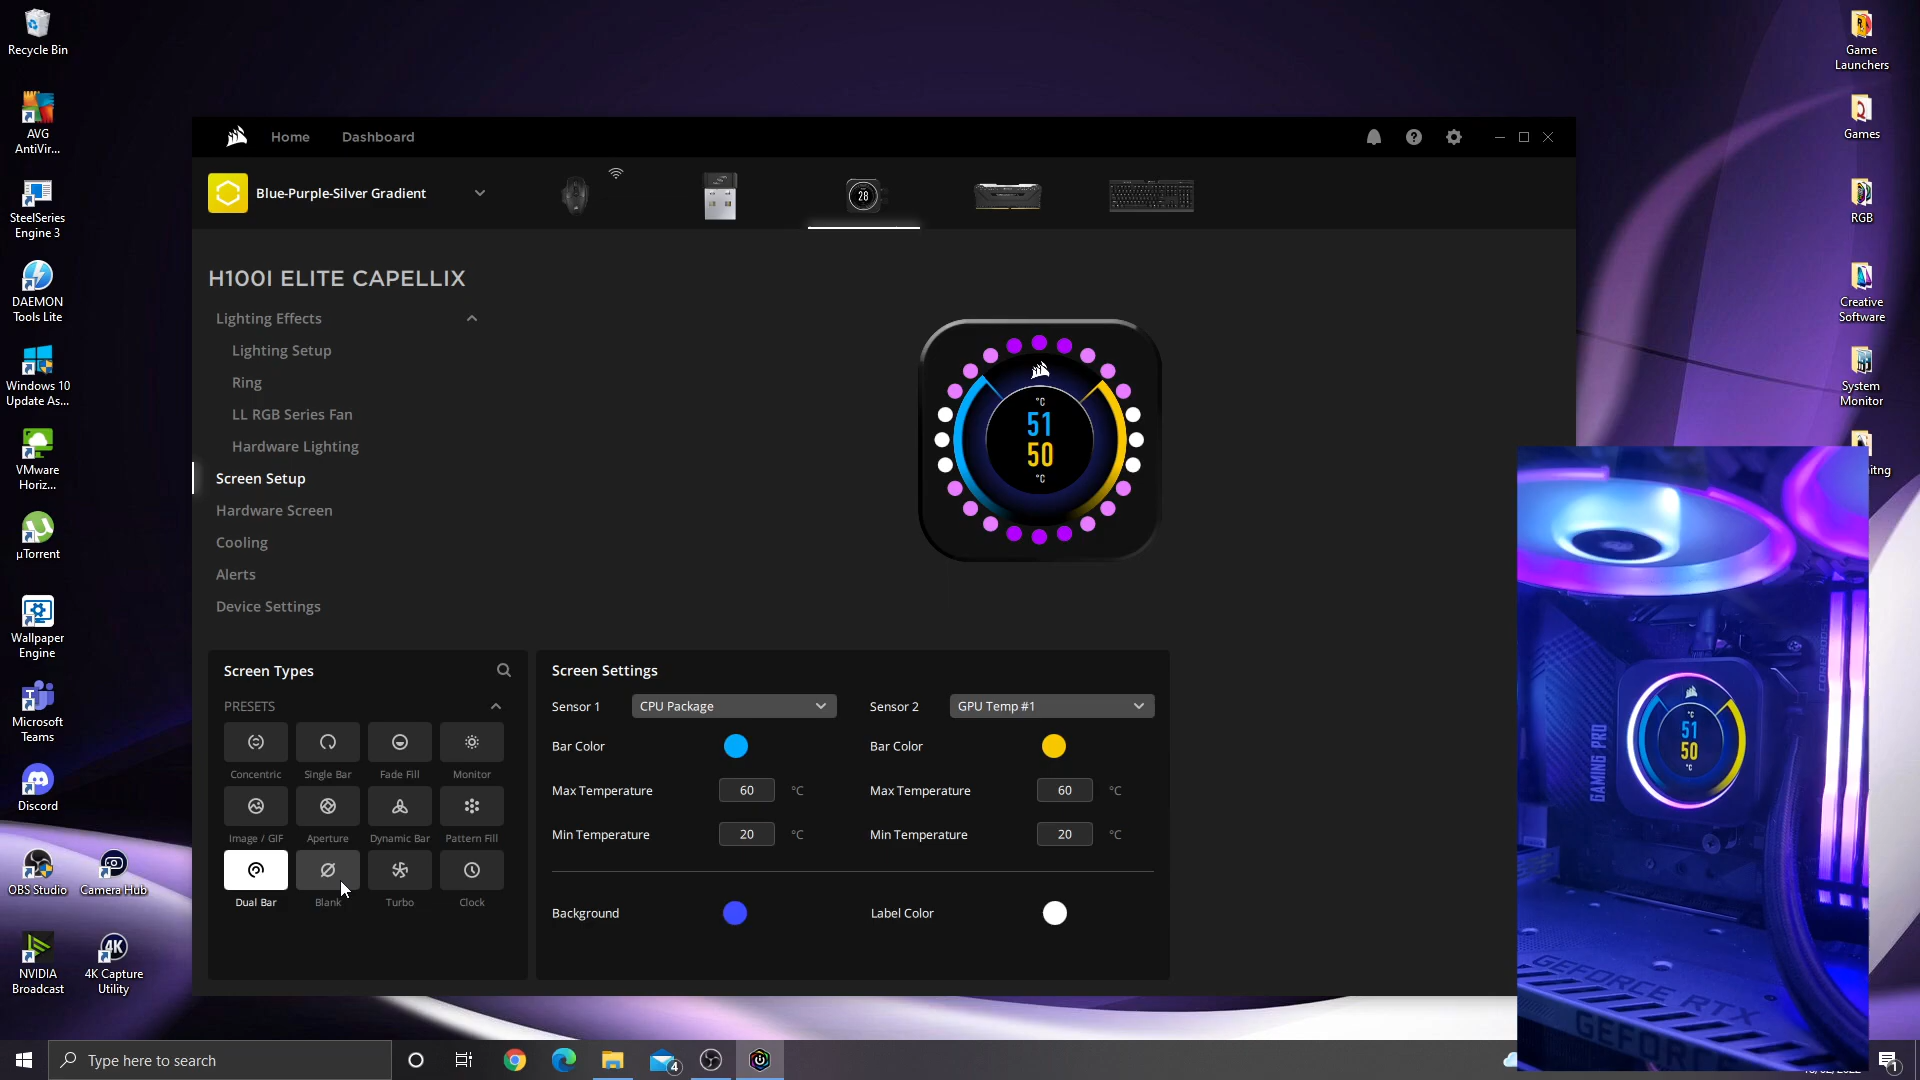 Recycle Bin
AVG
AntiVir...
SteelSeries
Engine 3
DAEMON
Tools Lite
Windows 10
Update As...
VMware
Horiz...
µTorrent
Wallpaper
Engine
Microsoft
Teams
Discord
OBS Studio
Camera Hub
NVIDIA
Broadcast
4K
4K Capture
Utility
Home
Dashboard
Blue-Purple-Silver Gradient
28
H100I ELITE CAPELLIX
Lighting Effects
Lighting Setup
Ring
LL RGB Series Fan
Hardware Lighting
Screen Setup
Hardware Screen
Cooling
Alerts
Device Settings
°C
51
50
°C
Screen Types
PRESETS
Concentric
Single Bar
Fade Fill
Monitor
Image / GIF
Aperture
Dynamic Bar
Pattern Fill
Dual Bar
Blank
Turbo
Clock
Screen Settings
Sensor 1
CPU Package
Sensor 2
GPU Temp #1
Bar Color
Bar Color
Max Temperature
60
°C
Max Temperature
60
°C
Min Temperature
20
°C
Min Temperature
20
°C
Background
Label Color
Game
Launchers
Games
RGB
Creative
Software
System
Monitor
itng
GAMING PRO
°C
51
50
°C
GEFORCE RTX
Type here to search
4
1